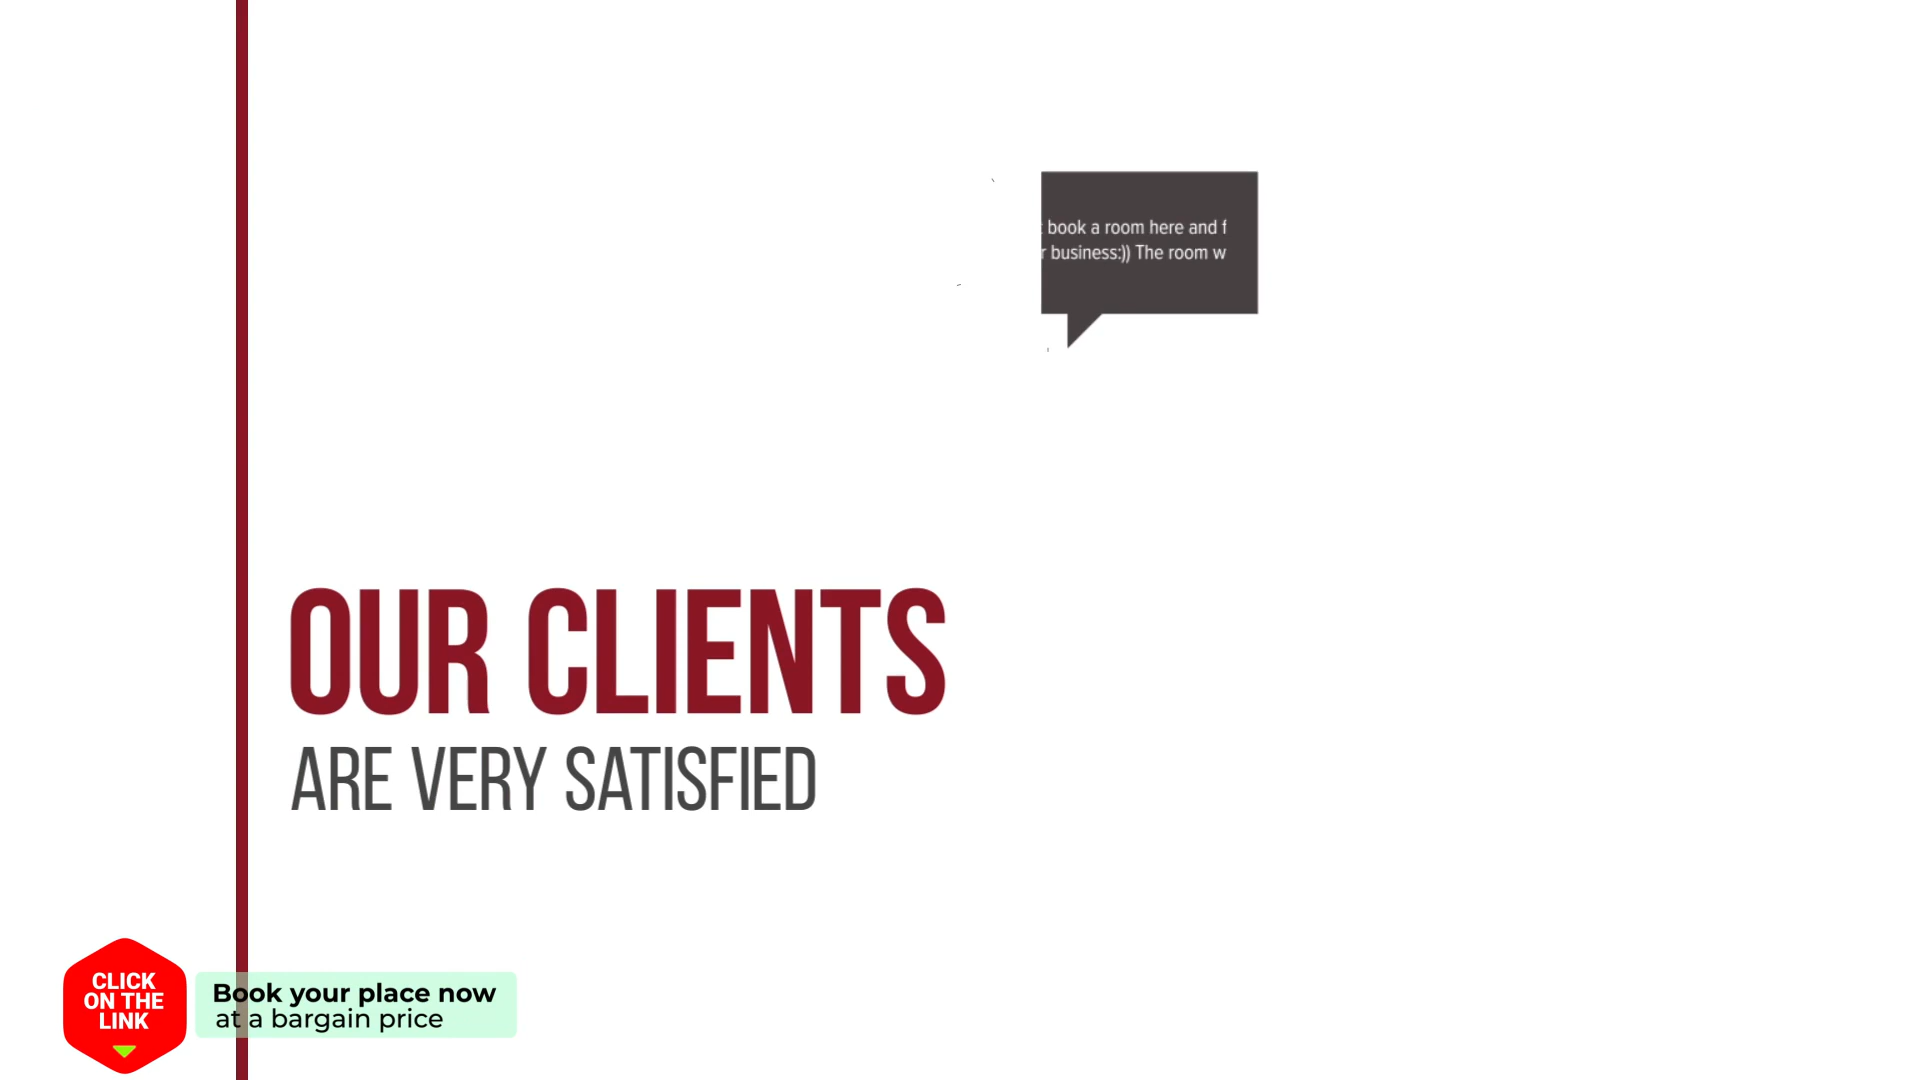 book a room here and f
business:)) The room w
OUR CLIENTS
ARE VERY SATISFIED
CLICK
ON THE
LINK
Book your place now
at a bargain price